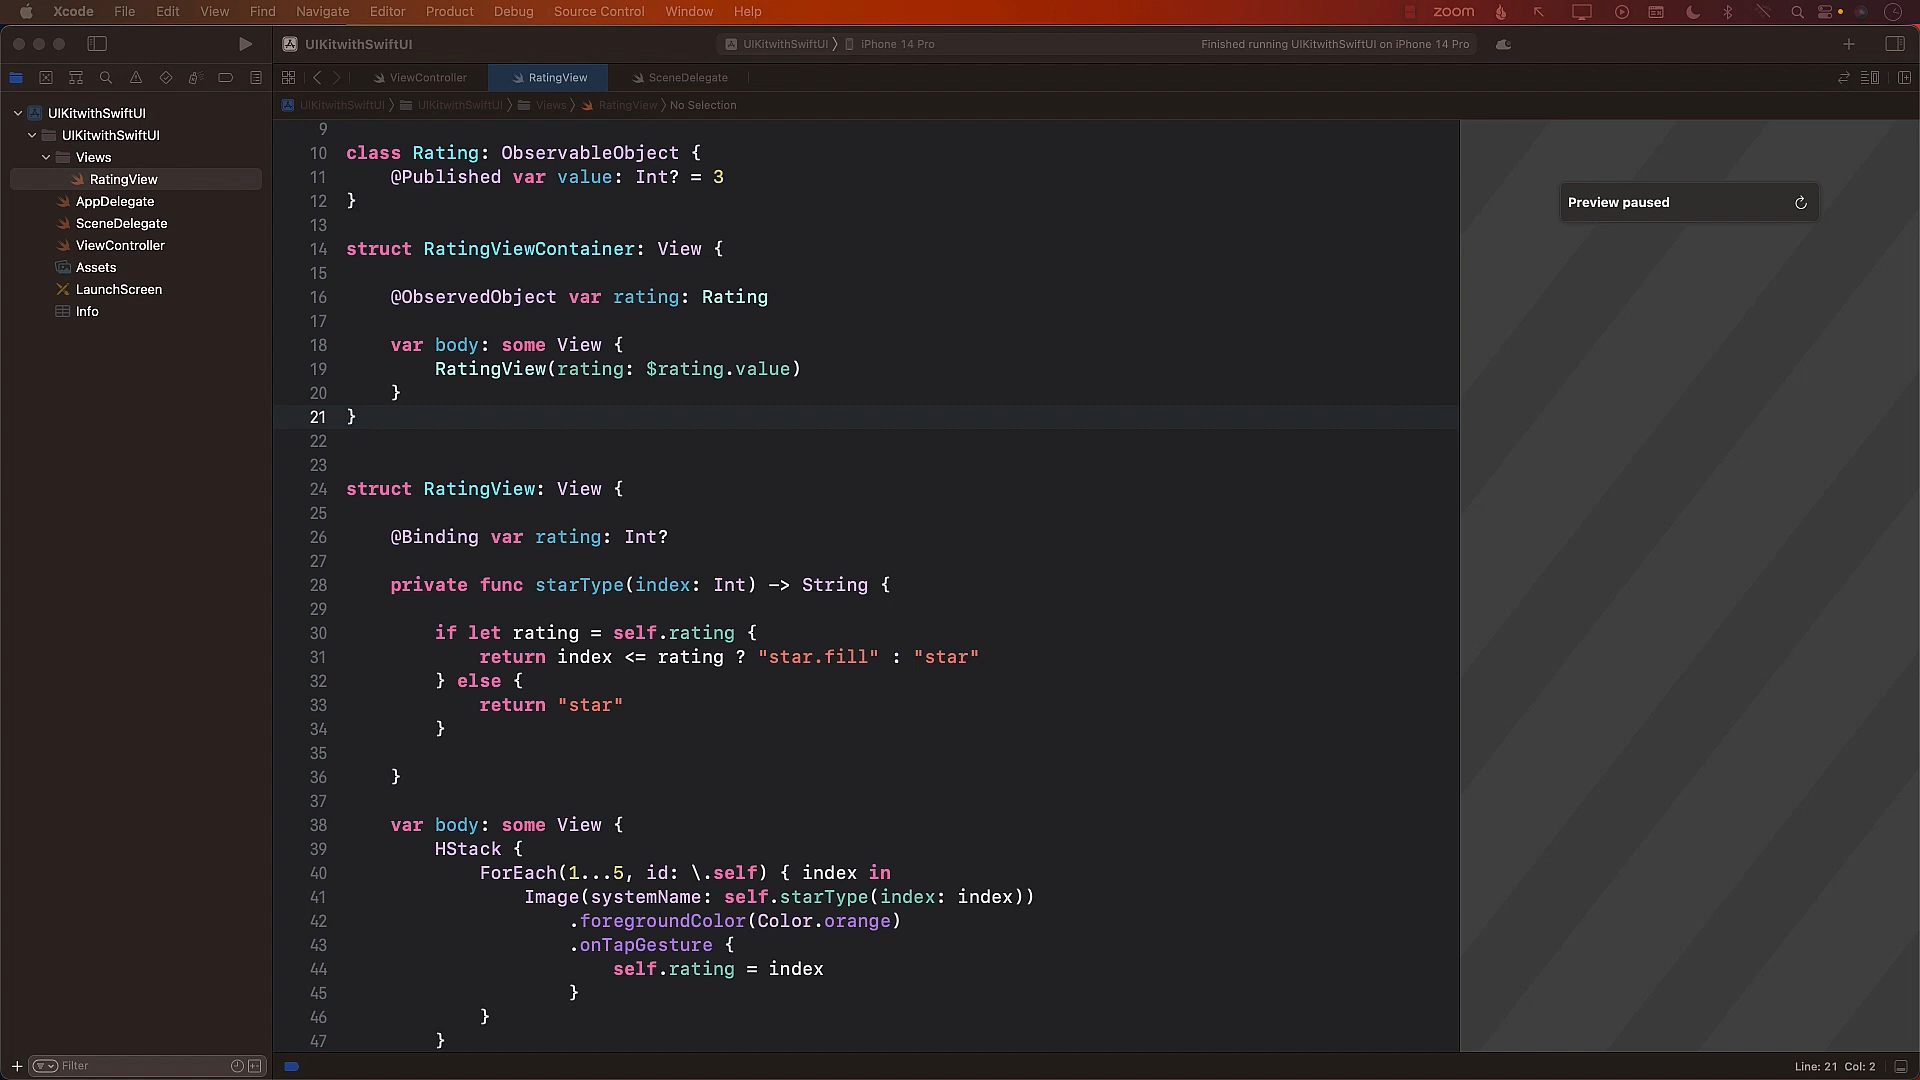 Xcode File Edit View Find Navigate Editor Product Debug Source Control Window Help zoom
UIKitwithSwiftUI UIKitwithSwiftUI iPhone 14 Pro Finished running UIKitwithSwiftUI on iPhone 14 Pro
ViewController RatingView SceneDelegate
UIKitwithSwiftUI UIKitwithSwiftUI Views RatingView No Selection
UIKitwithSwiftUI
UIKitwithSwiftUI
Views
RatingView
AppDelegate
SceneDelegate
ViewController
Assets
LaunchScreen
Info
9
10 class Rating: ObservableObject {
11 @Published var value: Int? = 3
12 }
13
14 struct RatingViewContainer: View {
15
16 @ObservedObject var rating: Rating
17
18 var body: some View {
19 RatingView(rating: $rating.value)
20 }
21 }
22
23
24 struct RatingView: View {
25
26 @Binding var rating: Int?
27
28 private func starType(index: Int) -> String {
29
30 if let rating = self.rating {
31 return index <= rating ? "star.fill" : "star"
32 } else {
33 return "star"
34 }
35
36 }
37
38 var body: some View {
39 HStack {
40 ForEach(1...5, id: \.self) { index in
41 Image(systemName: self.starType(index: index))
42 .foregroundColor(Color.orange)
43 .onTapGesture {
44 self.rating = index
45 }
46 }
47 }
Preview paused
Filter
Line: 21 Col: 2